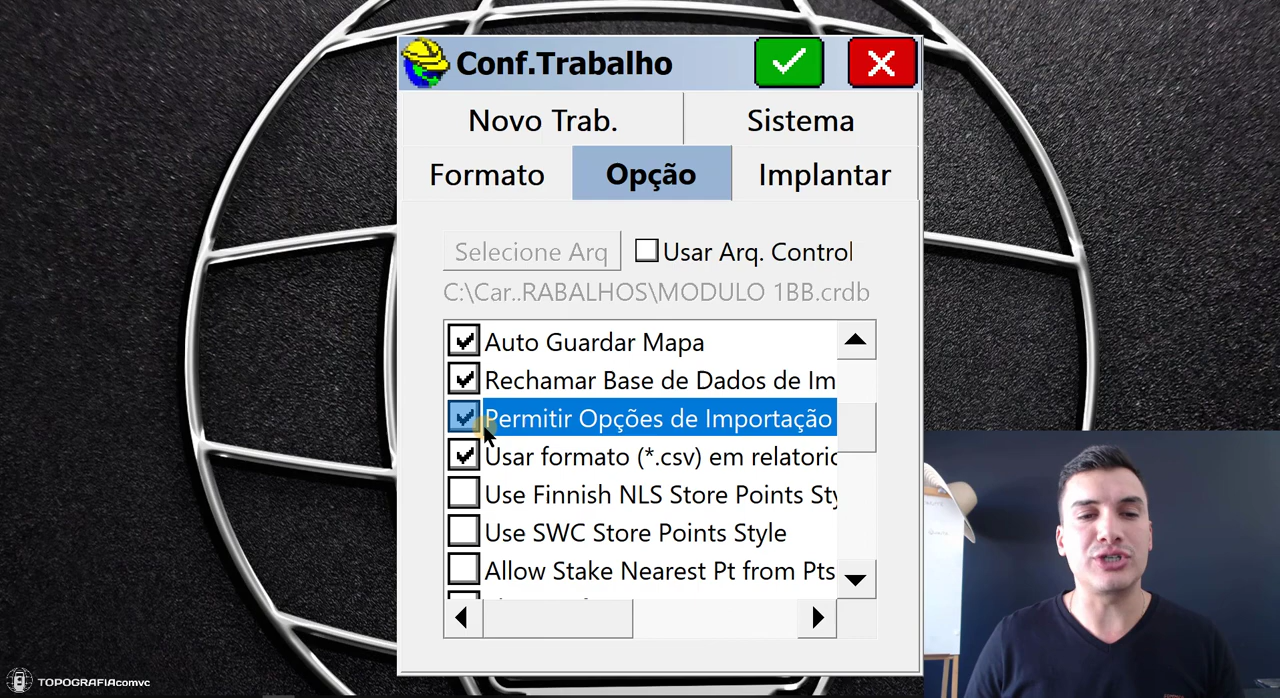 Conf.Trabalho
Novo Trab.
Sistema
Formato
Opção
Implantar
Selecione Arq
Usar Arq. Control
C:\Car..RABALHOS\MODULO 1BB.crdb
Auto Guardar Mapa
Rechamar Base de Dados de Im
Permitir Opções de Importação
Usar formato (*.csv) em relatorio
Use Finnish NLS Store Points Sty
Use SWC Store Points Style
Allow Stake Nearest Pt from Pts
TOPOGRAFIAcomvc